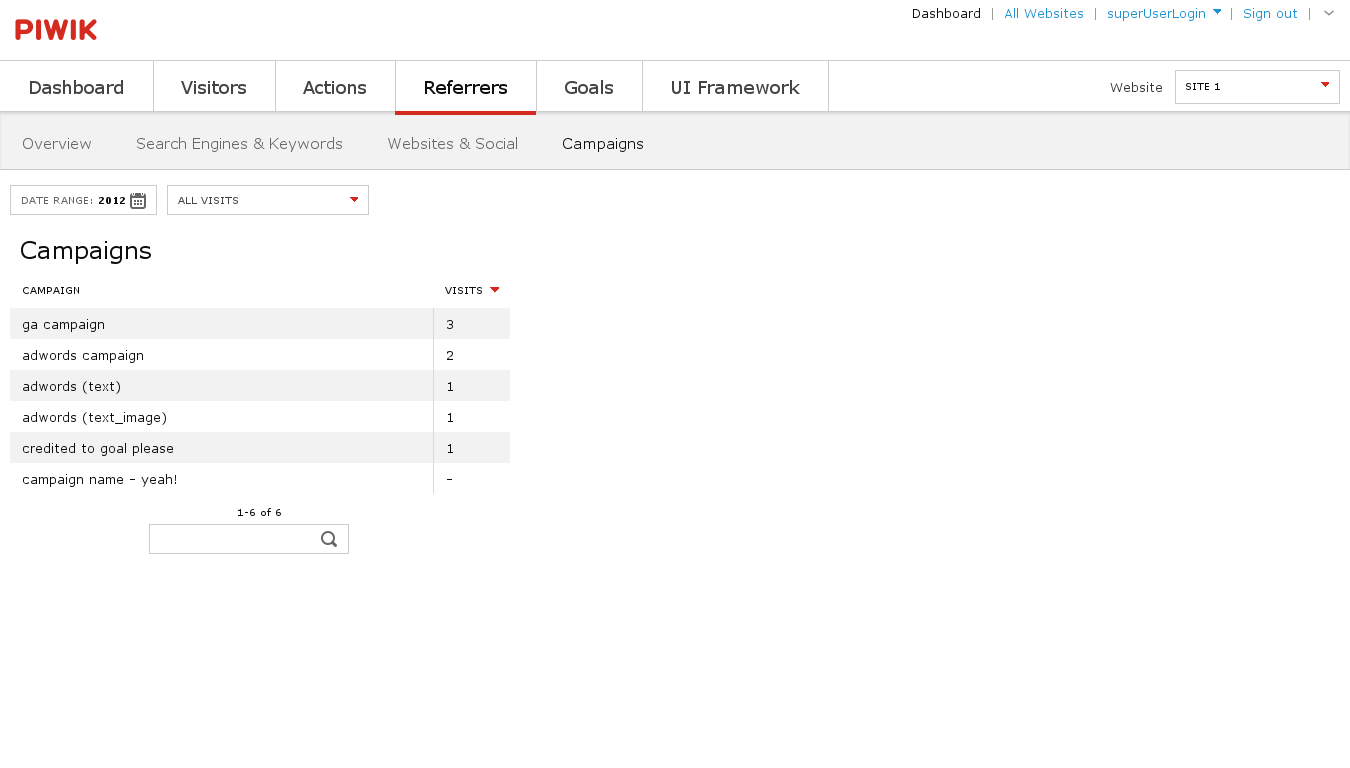 PIWIK
Dashboard | All Websites | superUserLogin | Sign out |
Dashboard Visitors Actions Referrers Goals UI Framework Website SITE 1
Overview Search Engines & Keywords Websites & Social Campaigns
DATE RANGE: 2012 ALL VISITS
Campaigns
CAMPAIGN VISITS
ga campaign 3
adwords campaign 2
adwords (text) 1
adwords (text_image) 1
credited to goal please 1
campaign name - yeah! -
1-6 of 6